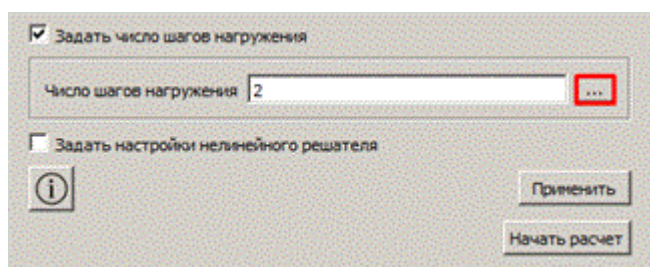 Задать число шагов нагружения
Число шагов нагружения 2 ...
Задать настройки нелинейного решателя
Применить
Начать расчет